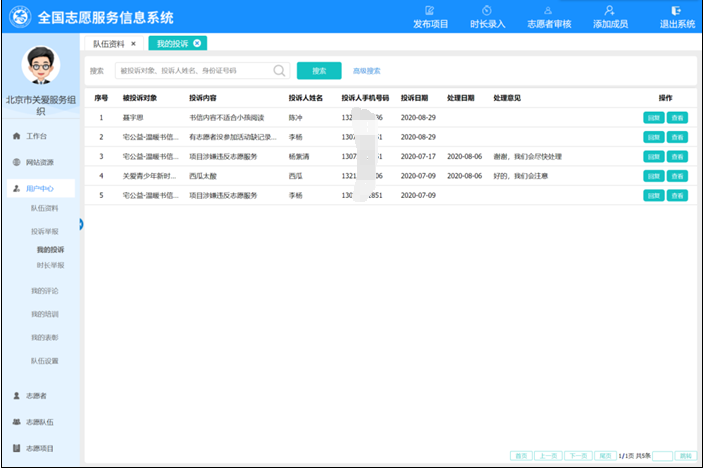 全国志愿服务信息系统
发布项目 时长录入 志愿者审核 添加成员 退出系统
队伍资料 × 我的投诉
北京市关爱服务组
织
工作台
网站资源
用户中心
队伍资料
投诉举报
我的投诉
时长举报
我的评论
我的培训
我的表彰
队伍设置
志愿者
志愿队伍
志愿项目
搜索 被投诉对象、投诉人姓名、身份证号码 搜索 高级搜索
序号 被投诉对象 投诉内容 投诉人姓名 投诉人手机号码 投诉日期 处理日期 处理意见 操作
1 聂宇思 书信内容不适合小孩阅读 陈冲 132 36 2020-08-29 回复 查看
2 宅公益-温暖书信... 有志愿者没参加活动缺记录... 李杨 130 51 2020-08-29 回复 查看
3 宅公益-温暖书信... 项目涉嫌违反志愿服务 杨紫清 130 51 2020-07-17 2020-08-06 谢谢，我们会尽快处理 回复 查看
4 关爱青少年新时... 西瓜太酸 西瓜 1321 06 2020-07-09 2020-08-06 好的，我们会注意 回复 查看
5 宅公益-温暖书信... 项目涉嫌违反志愿服务 李杨 130 851 2020-07-09 回复 查看
首页 上一页 下一页 尾页 1/1页 共5条 跳转